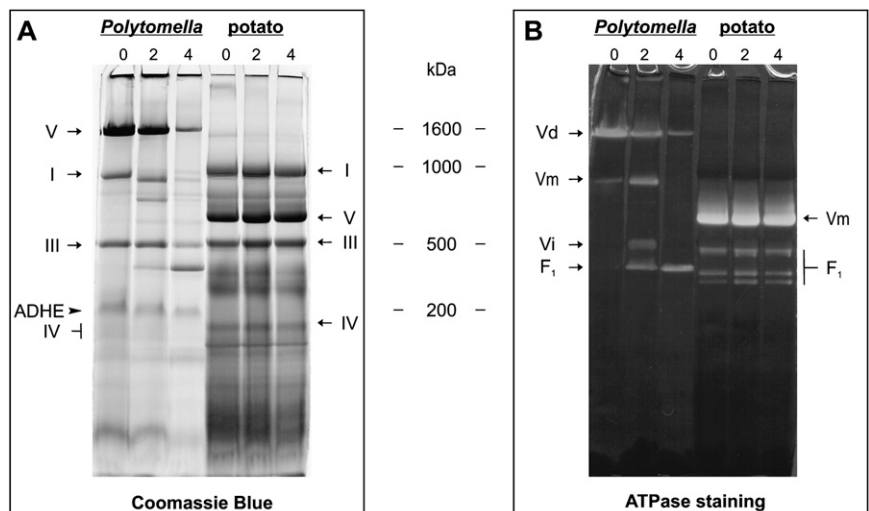 A
Polytomella potato
0 2 4 0 2 4
V
I
III
ADHE
IV
I
V
III
IV
Coomassie Blue
kDa
– 1600 –
– 1000 –
– 500 –
– 200 –
B
Polytomella potato
0 2 4 0 2 4
Vd
Vm
Vi
F₁
Vm
F₁
ATPase staining